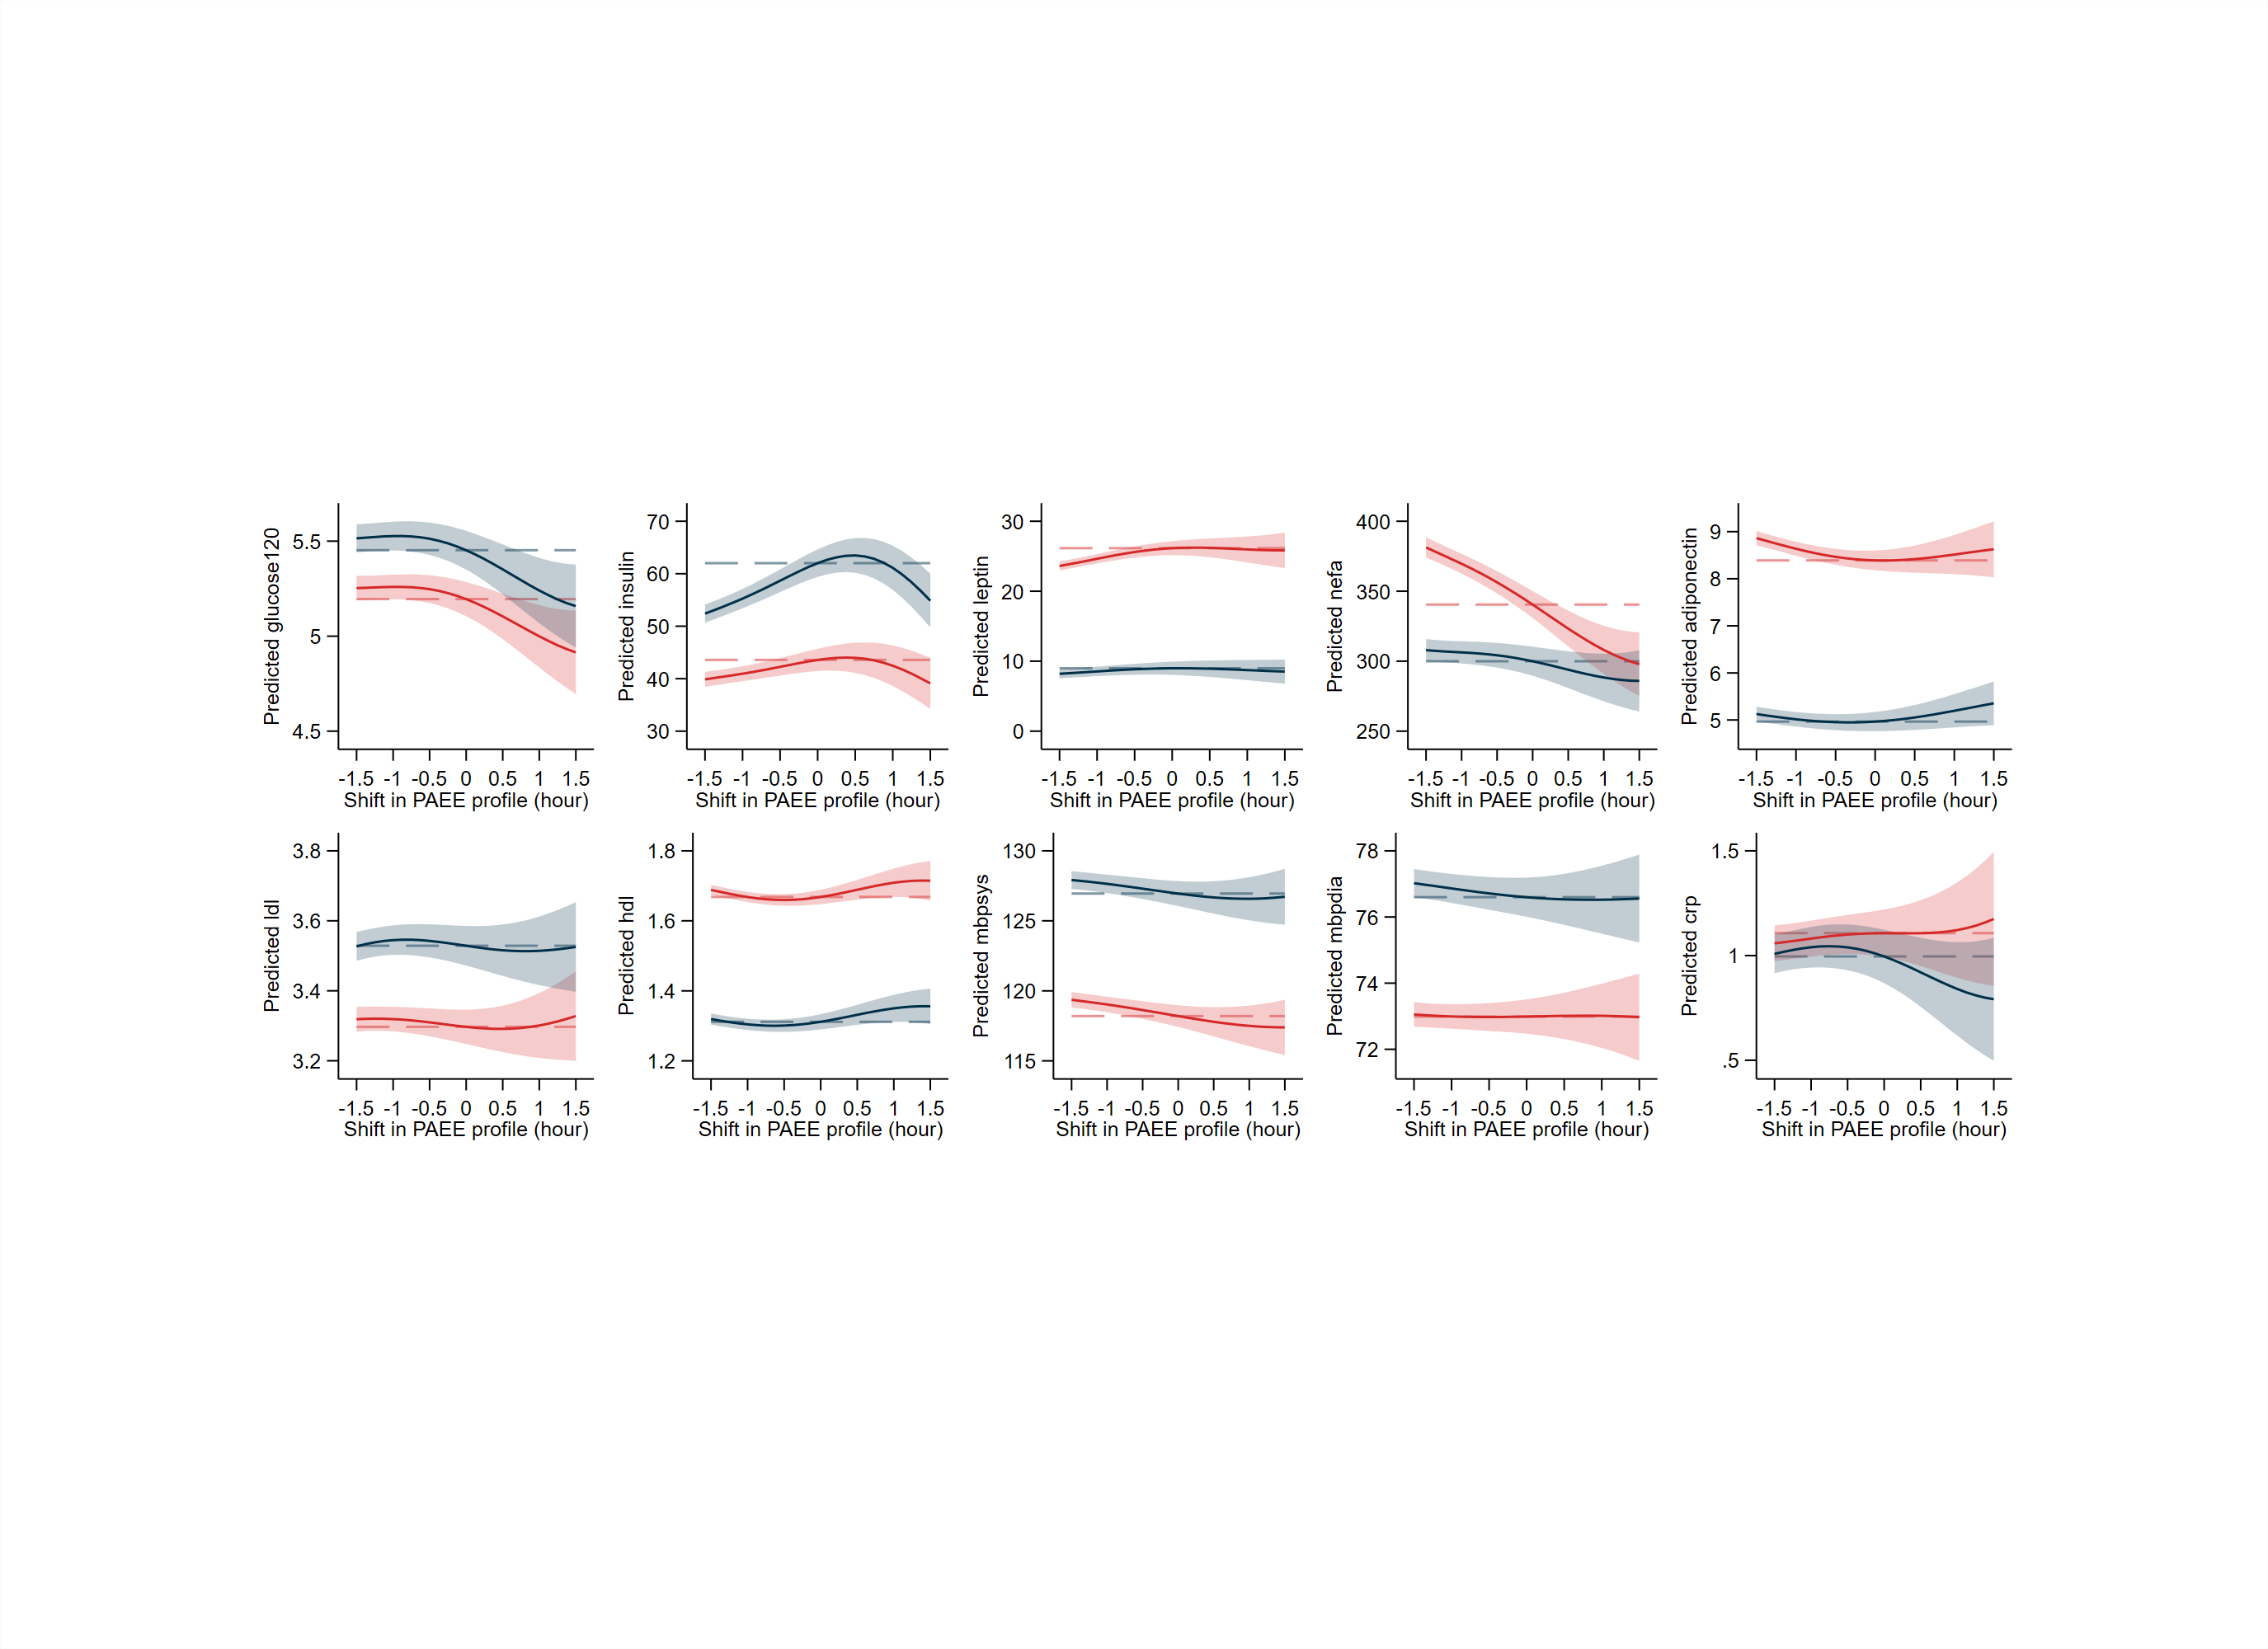 Predicted glucose120
5.5
5
4.5
-1.5 -1 -0.5 0 0.5 1 1.5
Shift in PAEE profile (hour)
Predicted insulin
70
60
50
40
30
-1.5 -1 -0.5 0 0.5 1 1.5
Shift in PAEE profile (hour)
Predicted leptin
30
20
10
0
-1.5 -1 -0.5 0 0.5 1 1.5
Shift in PAEE profile (hour)
Predicted nefa
400
350
300
250
-1.5 -1 -0.5 0 0.5 1 1.5
Shift in PAEE profile (hour)
Predicted adiponectin
9
8
7
6
5
-1.5 -1 -0.5 0 0.5 1 1.5
Shift in PAEE profile (hour)
Predicted ldl
3.8
3.6
3.4
3.2
-1.5 -1 -0.5 0 0.5 1 1.5
Shift in PAEE profile (hour)
Predicted hdl
1.8
1.6
1.4
1.2
-1.5 -1 -0.5 0 0.5 1 1.5
Shift in PAEE profile (hour)
Predicted mbpsys
130
125
120
115
-1.5 -1 -0.5 0 0.5 1 1.5
Shift in PAEE profile (hour)
Predicted mbpdia
78
76
74
72
-1.5 -1 -0.5 0 0.5 1 1.5
Shift in PAEE profile (hour)
Predicted crp
1.5
1
.5
-1.5 -1 -0.5 0 0.5 1 1.5
Shift in PAEE profile (hour)